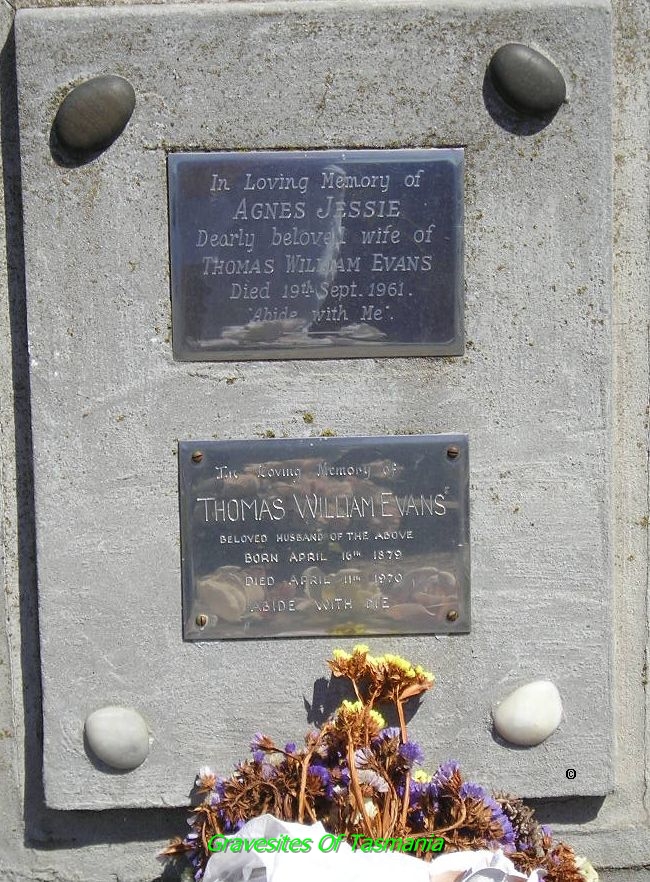 In Loving Memory of
AGNES JESSIE
Dearly beloved wife of
THOMAS WILLIAM EVANS
Died 19th Sept. 1961.
"Abide with Me".
In Loving Memory of
THOMAS WILLIAM EVANS
BELOVED HUSBAND OF THE ABOVE
BORN APRIL 16TH 1879
DIED APRIL 11TH 1970
ABIDE WITH DIE
©
Gravesites Of Tasmania